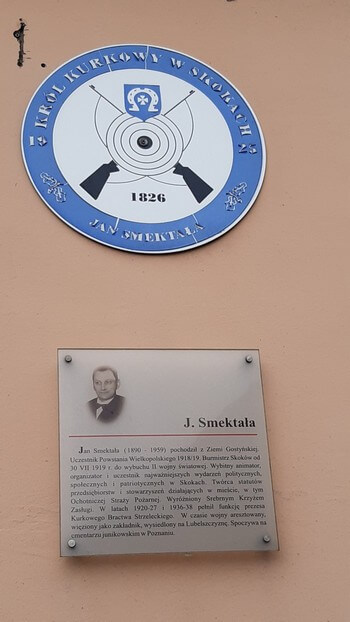 KRÓL KURKOWY W SKOKACH
19 25
1826
JAN SMEKTAŁA
J. Smektała
Jan Smektała (1890 - 1959) pochodził z Ziemi Gostyńskiej.
Uczestnik Powstania Wielkopolskiego 1918/19. Burmistrz Skoków od
30 VII 1919 r. do wybuchu II wojny światowej. Wybitny animator,
organizator i uczestnik najważniejszych wydarzeń politycznych,
społecznych i patriotycznych w Skokach. Twórca statutów
przedsiębiorstw i stowarzyszeń działających w mieście, w tym
Ochotniczej Straży Pożarnej. Wyróżniony Srebrnym Krzyżem
Zasługi. W latach 1920-27 i 1936-38 pełnił funkcję prezesa
Kurkowego Bractwa Strzeleckiego. W czasie wojny aresztowany,
więziony jako zakładnik, wysiedlony na Lubelszczyznę. Spoczywa na
cmentarzu junikowskim w Poznaniu.